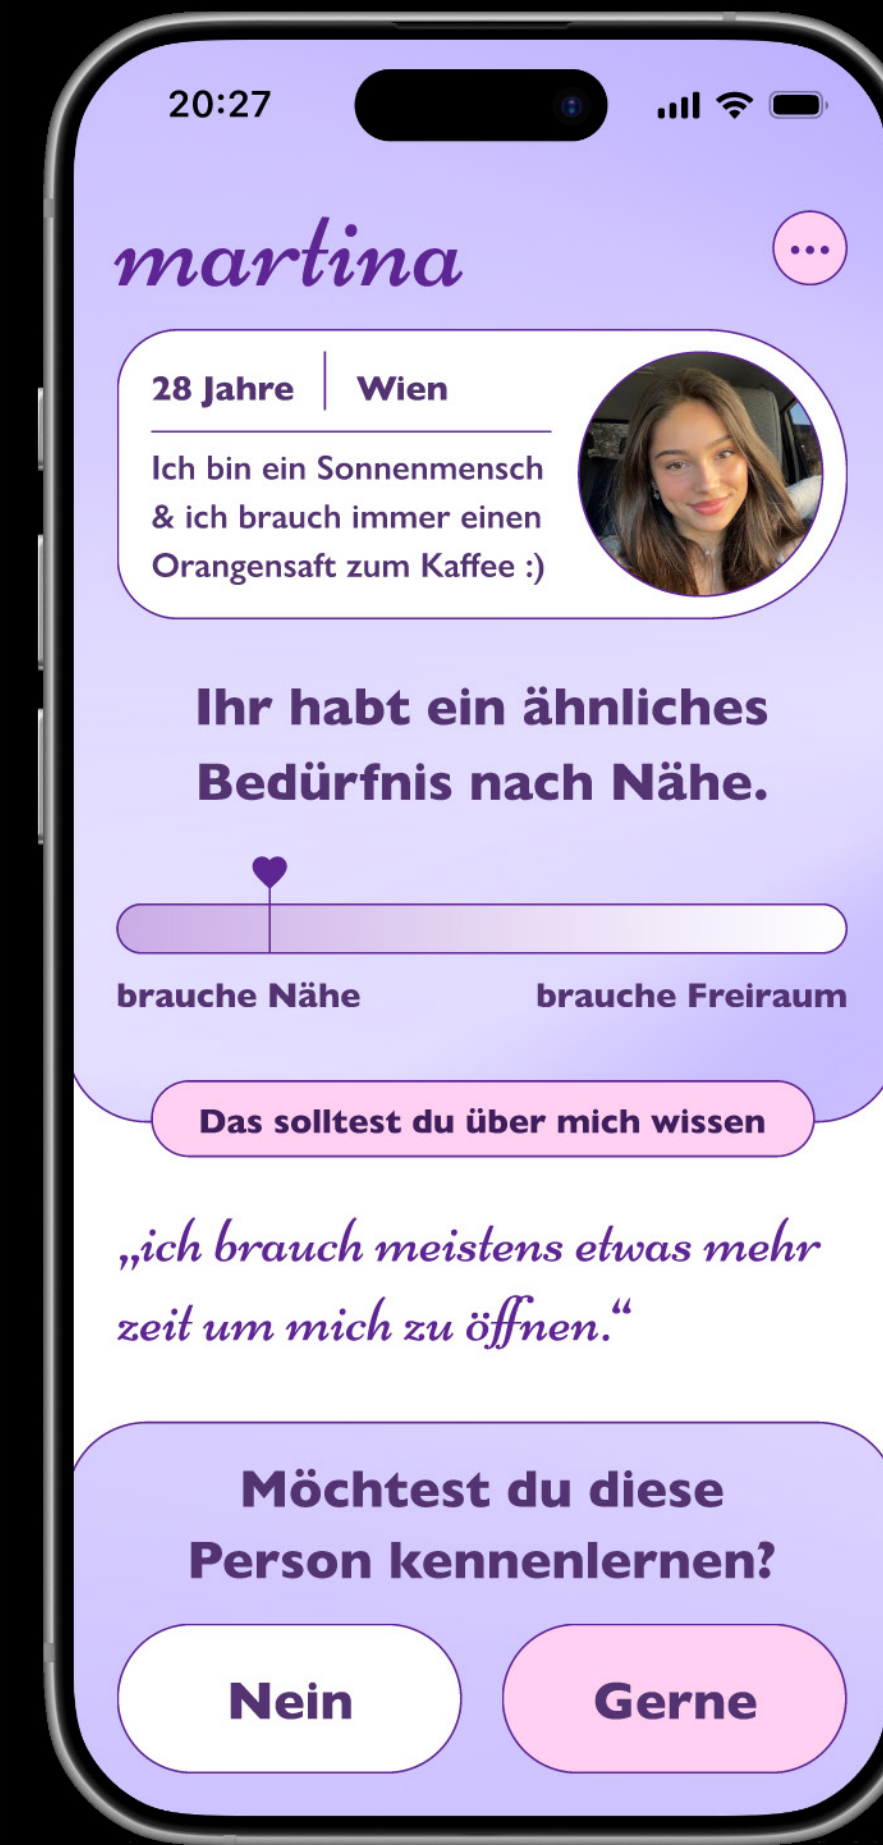 20:27
martina
28 Jahre | Wien
Ich bin ein Sonnenmensch
& ich brauch immer einen
Orangensaft zum Kaffee :)
Ihr habt ein ähnliches
Bedürfnis nach Nähe.
brauche Nähe brauche Freiraum
Das solltest du über mich wissen
„ich brauch meistens etwas mehr
zeit um mich zu öffnen.“
Möchtest du diese
Person kennenlernen?
Nein Gerne